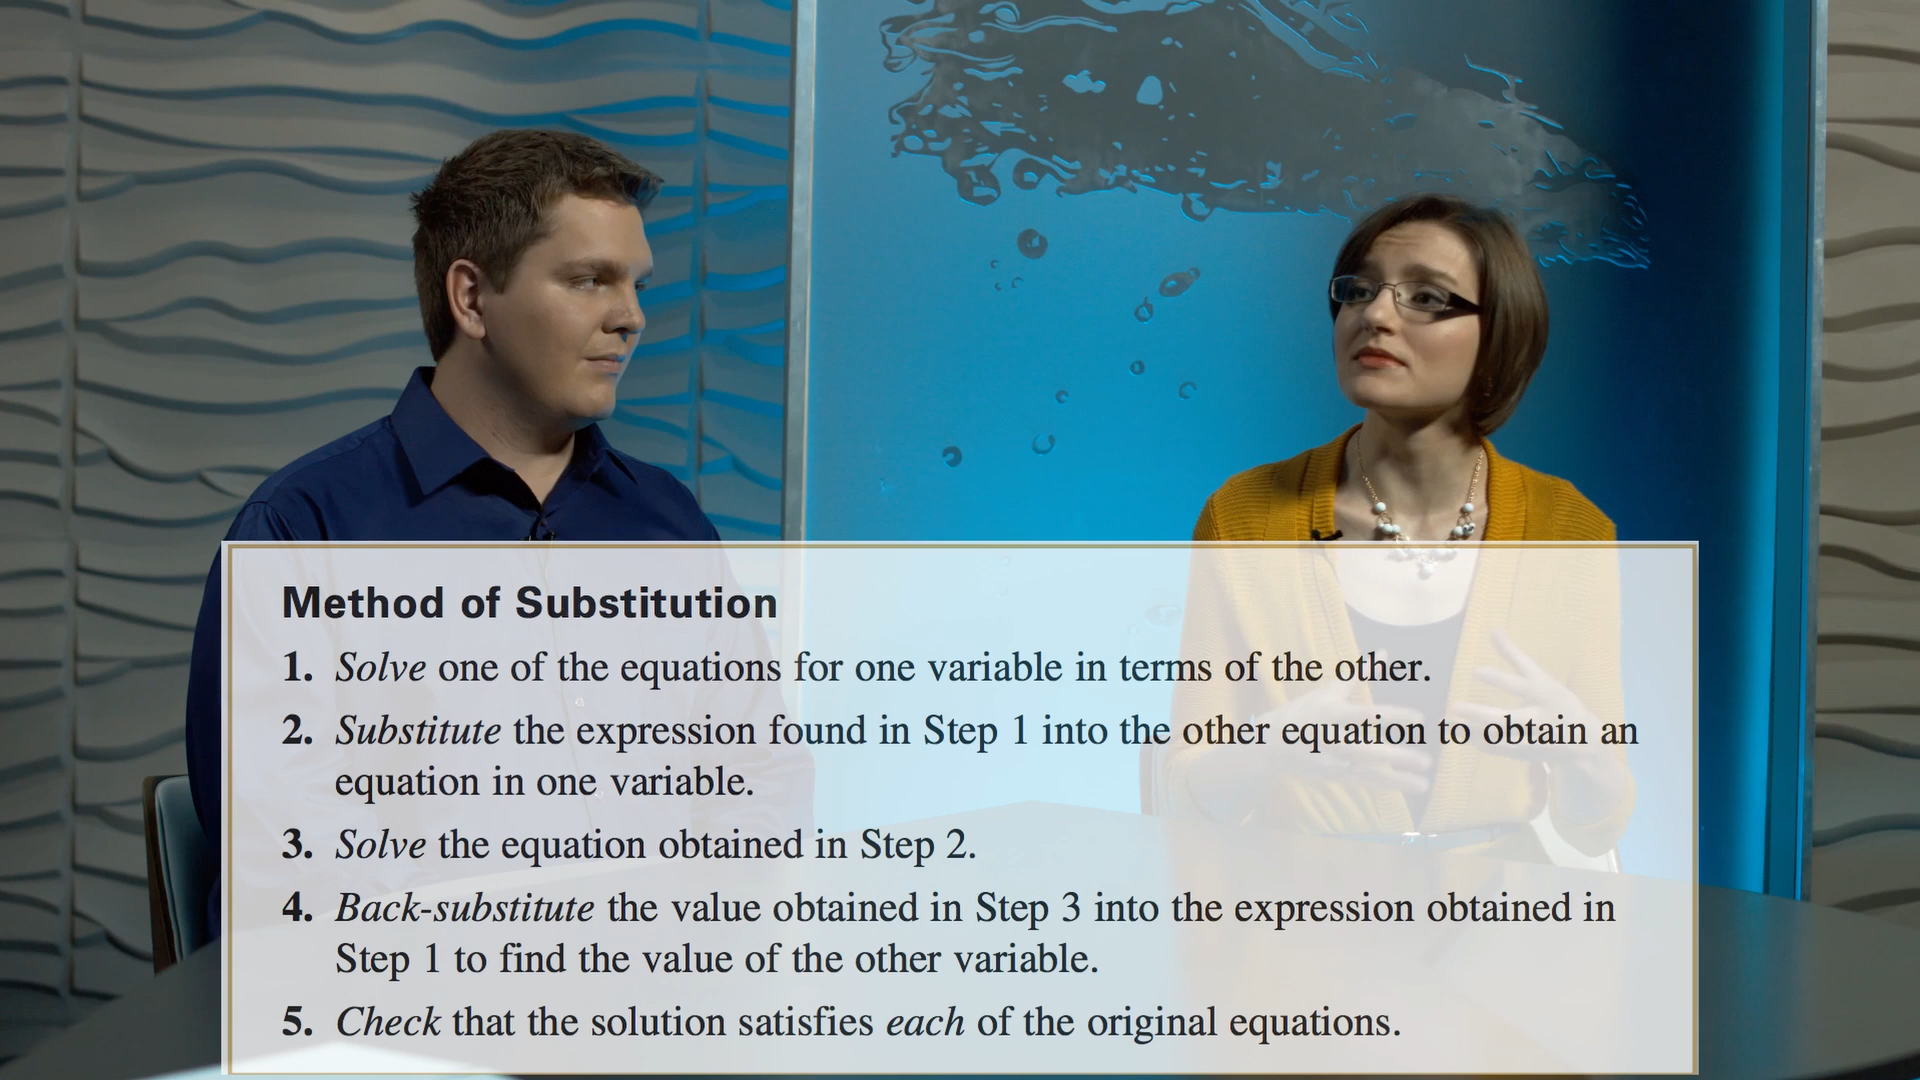 Method of Substitution
1. Solve one of the equations for one variable in terms of the other.
2. Substitute the expression found in Step 1 into the other equation to obtain an
equation in one variable.
3. Solve the equation obtained in Step 2.
4. Back-substitute the value obtained in Step 3 into the expression obtained in
Step 1 to find the value of the other variable.
5. Check that the solution satisfies each of the original equations.